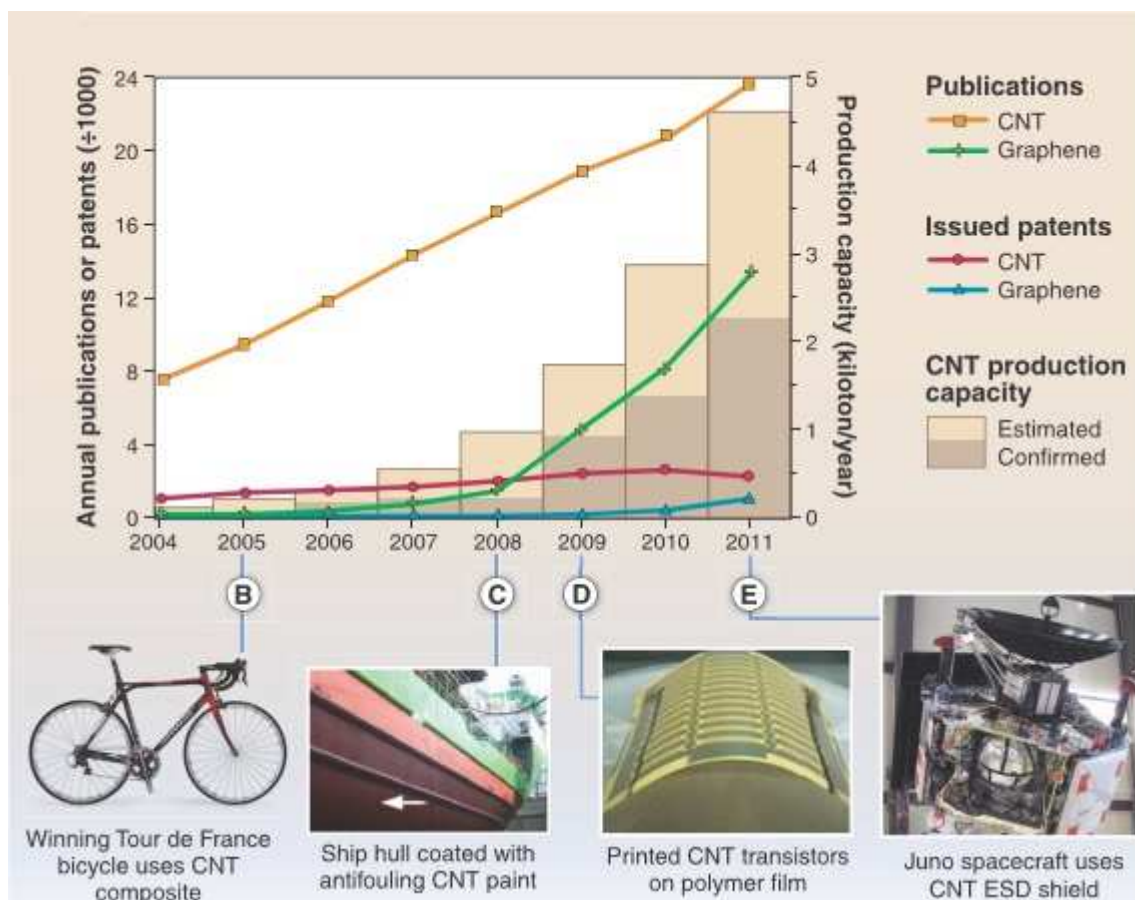 Annual publications or patents (÷1000)
24
20
16
12
8
4
0
5
4
3
2
1
0
Production capacity (kiloton/year)
2004
2005
2006
2007
2008
2009
2010
2011
Publications
CNT
Graphene
Issued patents
CNT
Graphene
CNT production
capacity
Estimated
Confirmed
B
C
D
E
Winning Tour de France
bicycle uses CNT
composite
Ship hull coated with
antifouling CNT paint
Printed CNT transistors
on polymer film
Juno spacecraft uses
CNT ESD shield